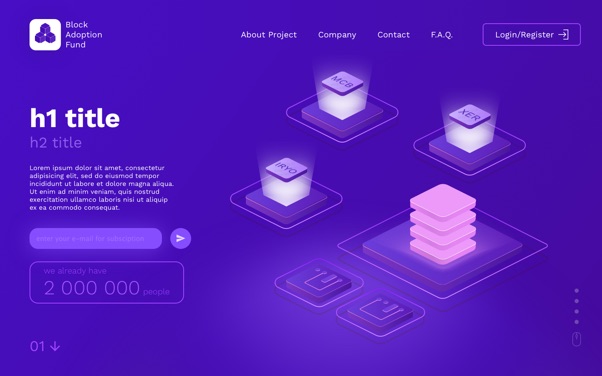 Block
Adoption
Fund
About Project
Company
Contact
F.A.Q.
Login/Register
h1 title
h2 title
Lorem ipsum dolor sit amet, consectetur
adipisicing elit, sed do eiusmod tempor
incididunt ut labore et dolore magna aliqua.
Ut enim ad minim veniam, quis nostrud
exercitation ullamco laboris nisi ut aliquip
ex ea commodo consequat.
enter your e-mail for subsciption
we already have
2 000 000 people
01
MCB
XER
IRYO